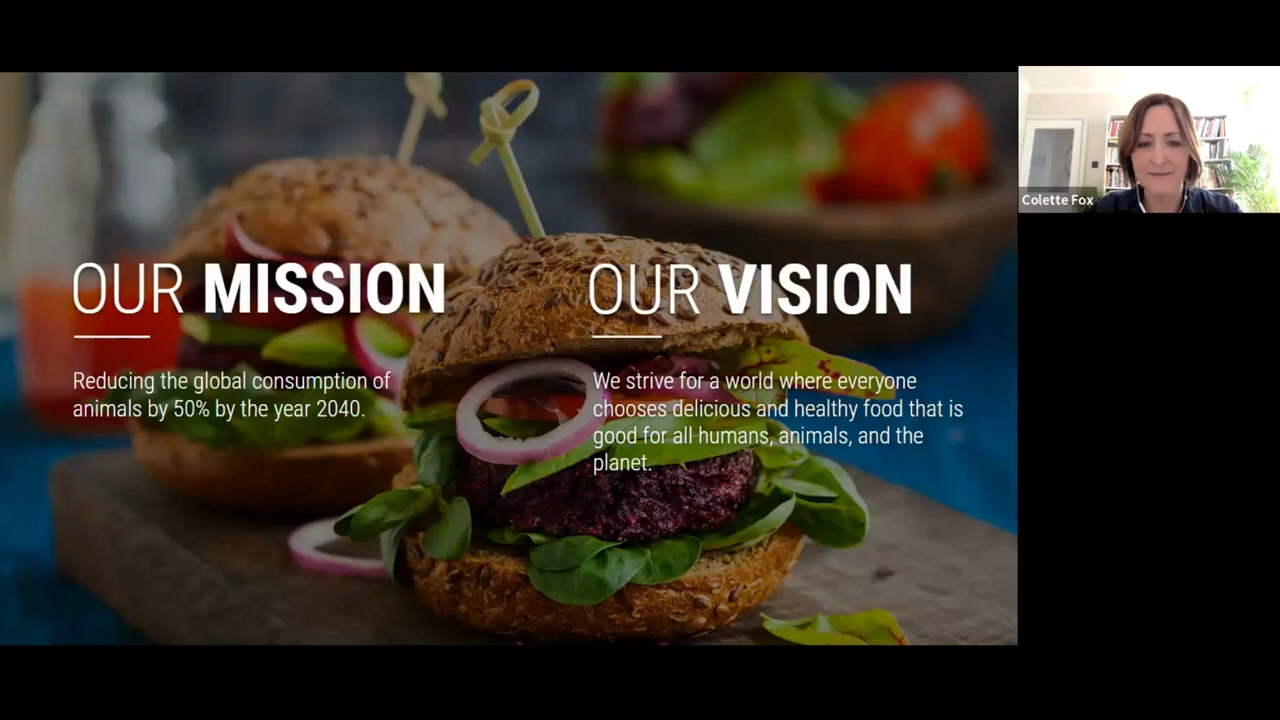 OUR MISSION
Reducing the global consumption of
animals by 50% by the year 2040.
OUR VISION
We strive for a world where everyone
chooses delicious and healthy food that is
good for all humans, animals, and the
planet.
Colette Fox